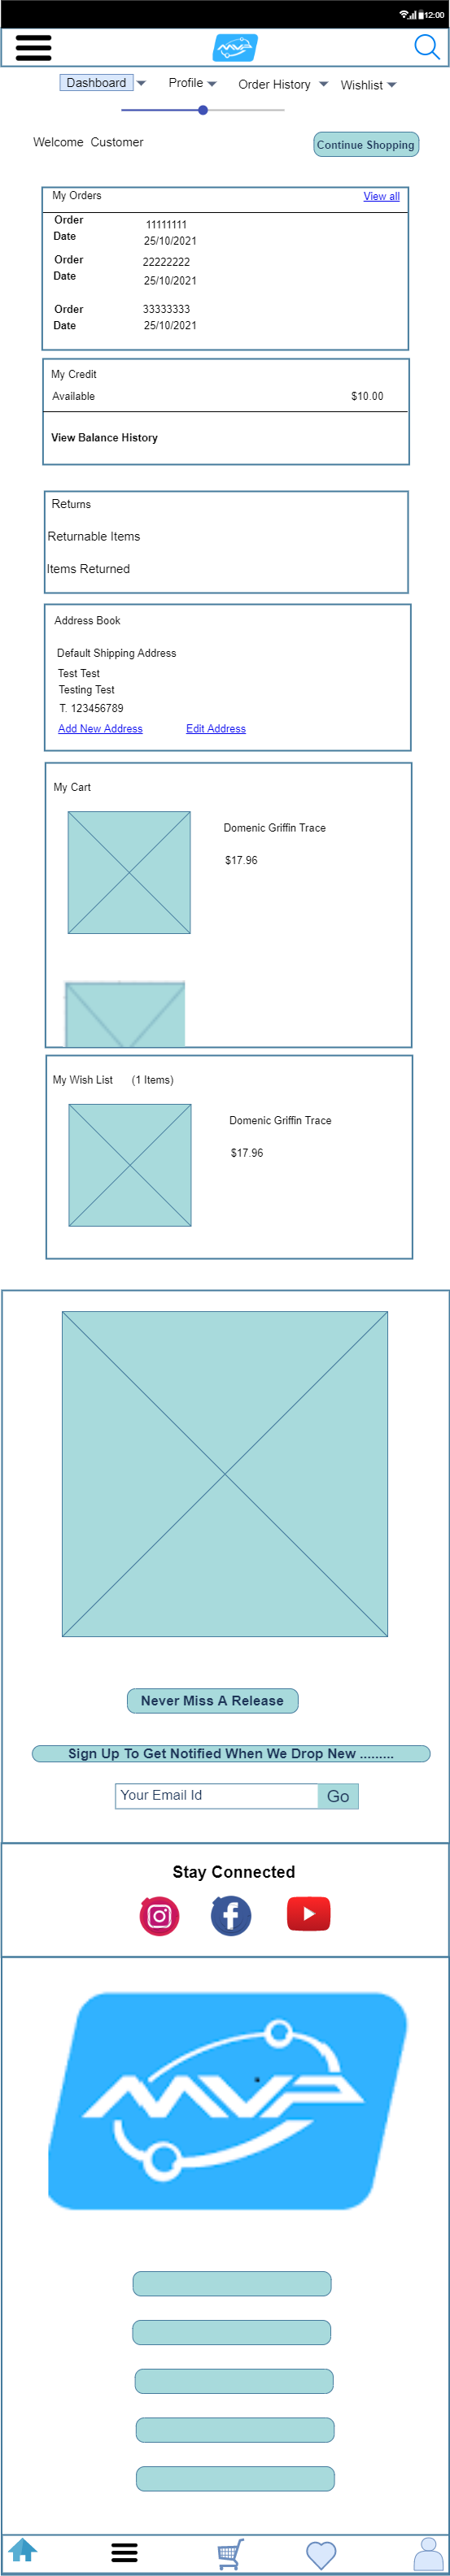 12:00
MVP
Dashboard Profile Order History Wishlist
Welcome Customer Continue Shopping
My Orders View all
Order 11111111
Date 25/10/2021
Order 22222222
Date 25/10/2021
Order 33333333
Date 25/10/2021
My Credit
Available $10.00
View Balance History
Returns
Returnable Items
Items Returned
Address Book
Default Shipping Address
Test Test
Testing Test
T. 123456789
Add New Address Edit Address
My Cart
Domenic Griffin Trace
$17.96
My Wish List (1 Items)
Domenic Griffin Trace
$17.96
Never Miss A Release
Sign Up To Get Notified When We Drop New .........
Your Email Id Go
Stay Connected
MVP